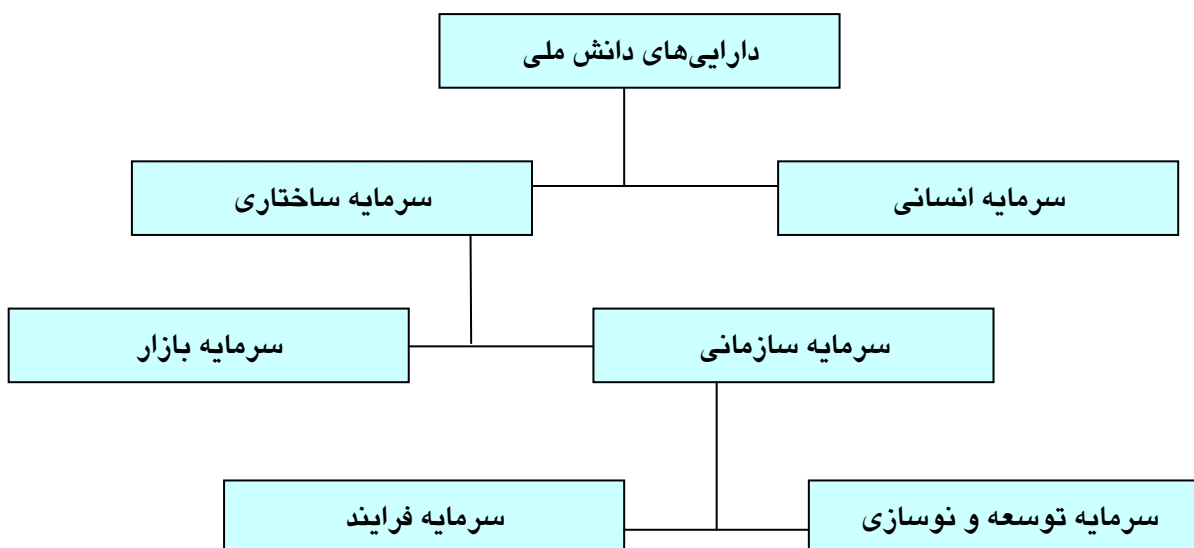 دارایی‌های دانش ملی
سرمایه انسانی
سرمایه ساختاری
سرمایه سازمانی
سرمایه بازار
سرمایه توسعه و نوسازی
سرمایه فرایند